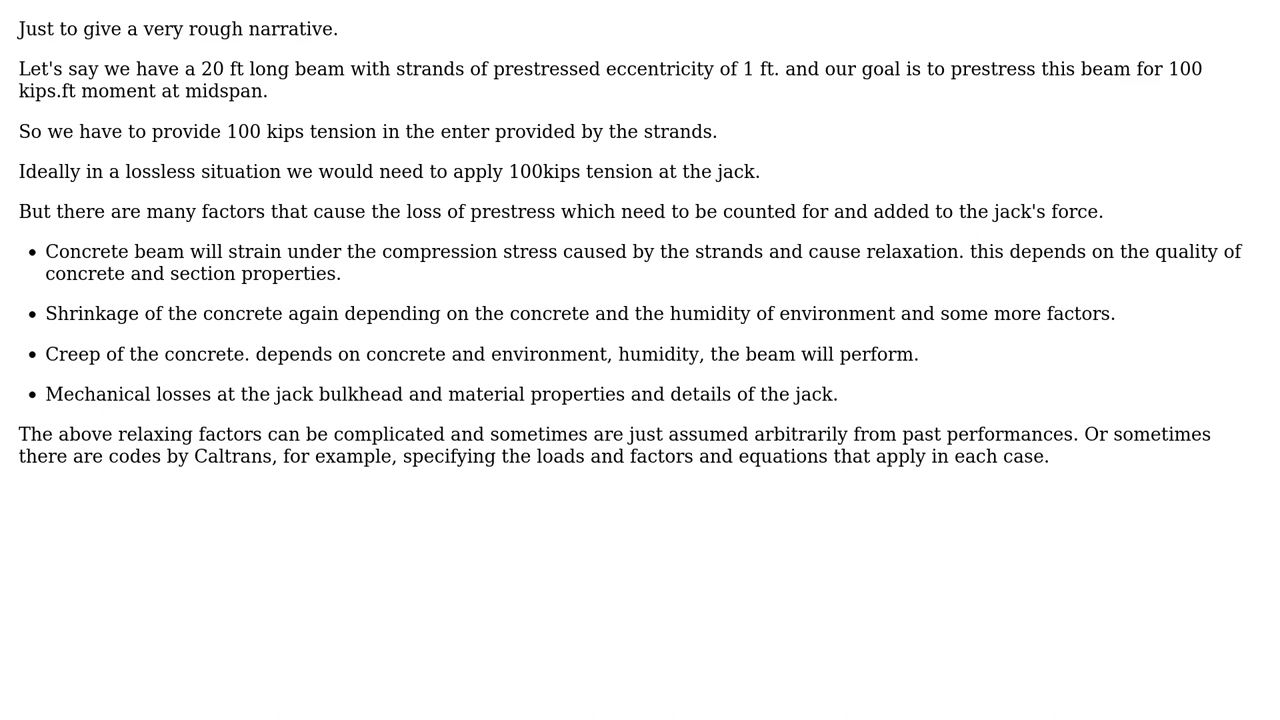 Just to give a very rough narrative.
Let's say we have a 20 ft long beam with strands of prestressed eccentricity of 1 ft. and our goal is to prestress this beam for 100
kips.ft moment at midspan.
So we have to provide 100 kips tension in the enter provided by the strands.
Ideally in a lossless situation we would need to apply 100kips tension at the jack.
But there are many factors that cause the loss of prestress which need to be counted for and added to the jack's force.
• Concrete beam will strain under the compression stress caused by the strands and cause relaxation. this depends on the quality of
concrete and section properties.
• Shrinkage of the concrete again depending on the concrete and the humidity of environment and some more factors.
• Creep of the concrete. depends on concrete and environment, humidity, the beam will perform.
• Mechanical losses at the jack bulkhead and material properties and details of the jack.
The above relaxing factors can be complicated and sometimes are just assumed arbitrarily from past performances. Or sometimes
there are codes by Caltrans, for example, specifying the loads and factors and equations that apply in each case.